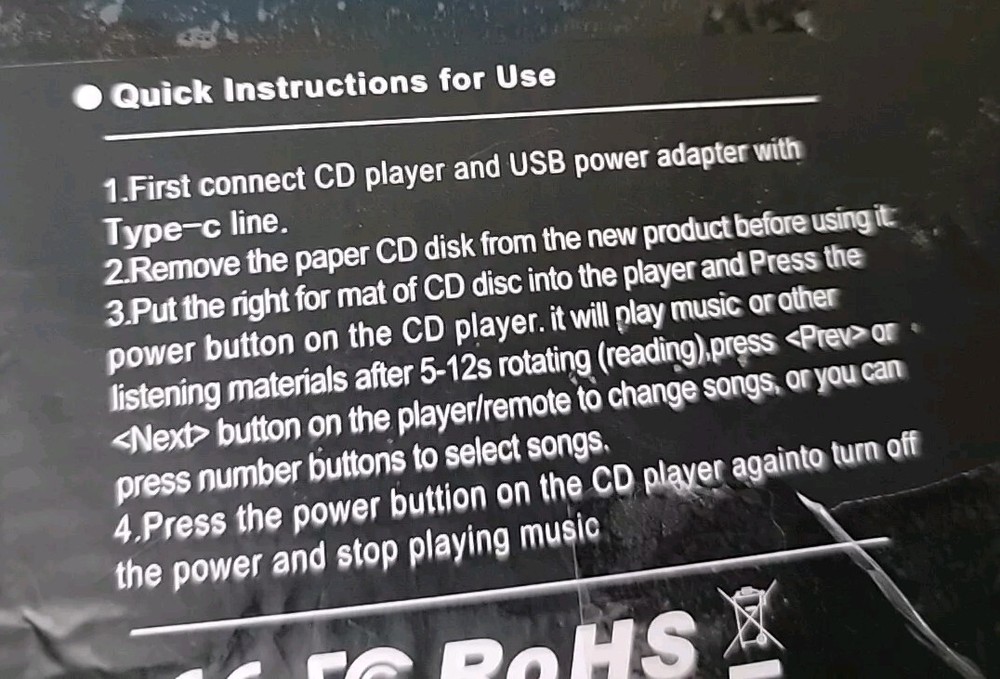 Quick Instructions for Use
1.First connect CD player and USB power adapter with
Type-c line.
2.Remove the paper CD disk from the new product before using it.
3.Put the right for mat of CD disc into the player and Press the
power button on the CD player. it will play music or other
listening materials after 5-12s rotating (reading),press <Prev> or
<Next> button on the player/remote to change songs, or you can
press number buttons to select songs.
4.Press the power buttion on the CD player againto turn off
the power and stop playing music
CE FC RoHS